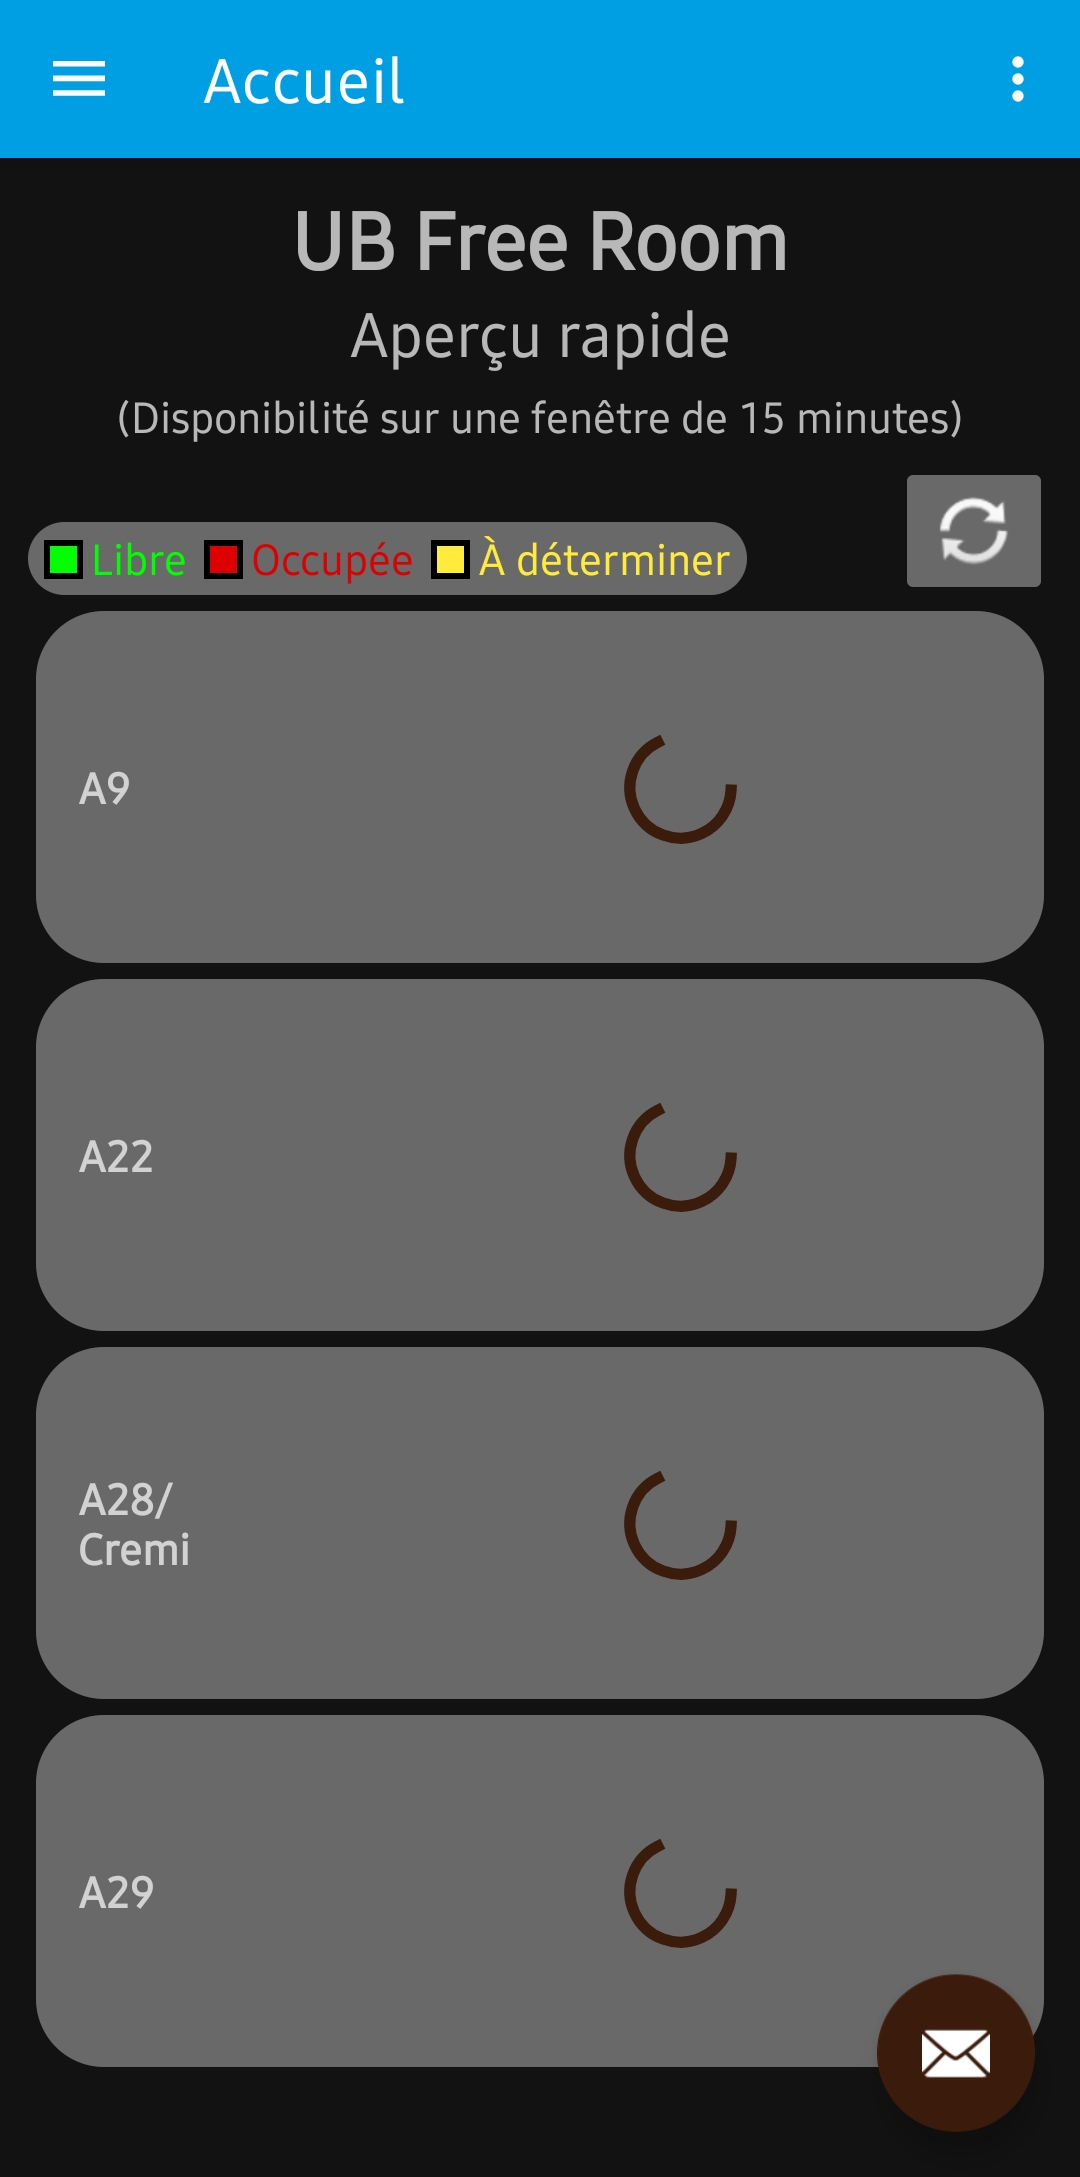 Accueil
UB Free Room
Aperçu rapide
(Disponibilité sur une fenêtre de 15 minutes)
Libre Occupée À déterminer
A9
A22
A28/
Cremi
A29